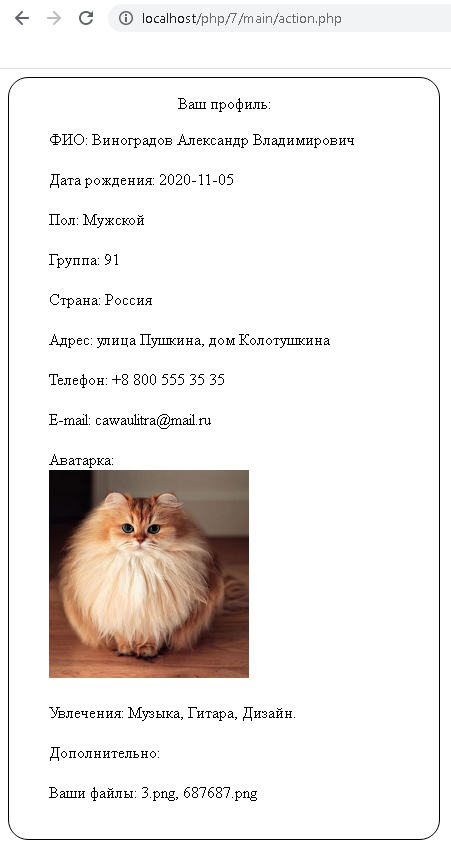 localhost/php/7/main/action.php
Ваш профиль:
ФИО: Виноградов Александр Владимирович
Дата рождения: 2020-11-05
Пол: Мужской
Группа: 91
Страна: Россия
Адрес: улица Пушкина, дом Колотушкина
Телефон: +8 800 555 35 35
E-mail: cawaulitra@mail.ru
Аватарка:
Увлечения: Музыка, Гитара, Дизайн.
Дополнительно:
Ваши файлы: 3.png, 687687.png